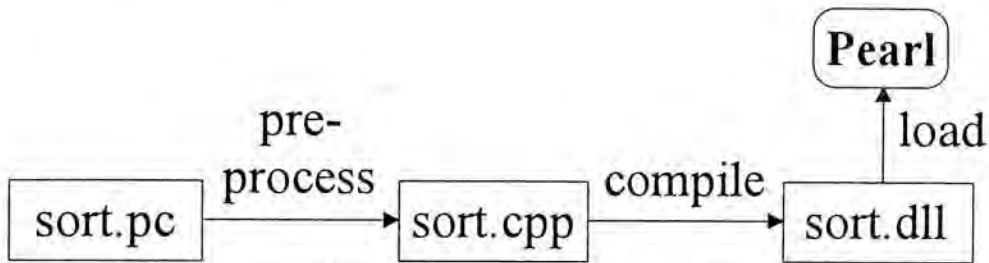 Pearl
pre-
process
compile
load
sort.pc
sort.cpp
sort.dll